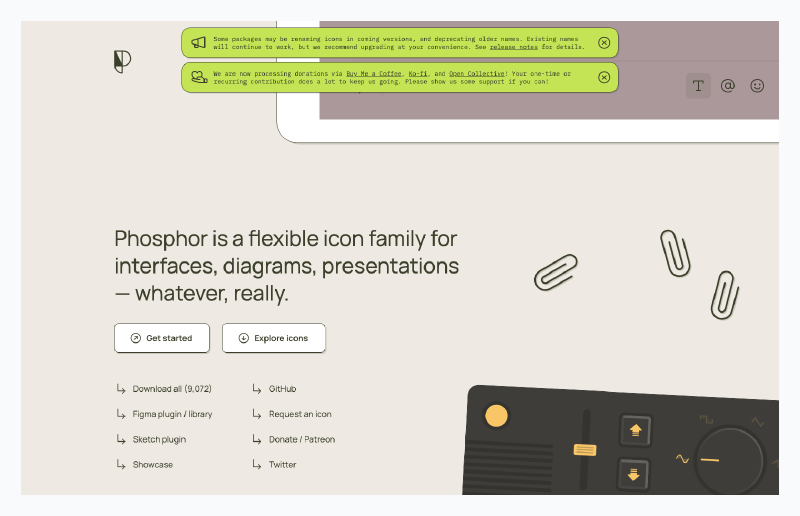 Some packages may be renaming icons in coming versions, and deprecating older names. Existing names
will continue to work, but we recommend upgrading at your convenience. See release notes for details.
We are now processing donations via Buy Me a Coffee, Ko-fi, and Open Collective! Your one-time or
recurring contribution does a lot to keep us going. Please show us some support if you can!
T @
Phosphor is a flexible icon family for
interfaces, diagrams, presentations
— whatever, really.
Get started
Explore icons
Download all (9,072)
GitHub
Figma plugin / library
Request an icon
Sketch plugin
Donate / Patreon
Showcase
Twitter